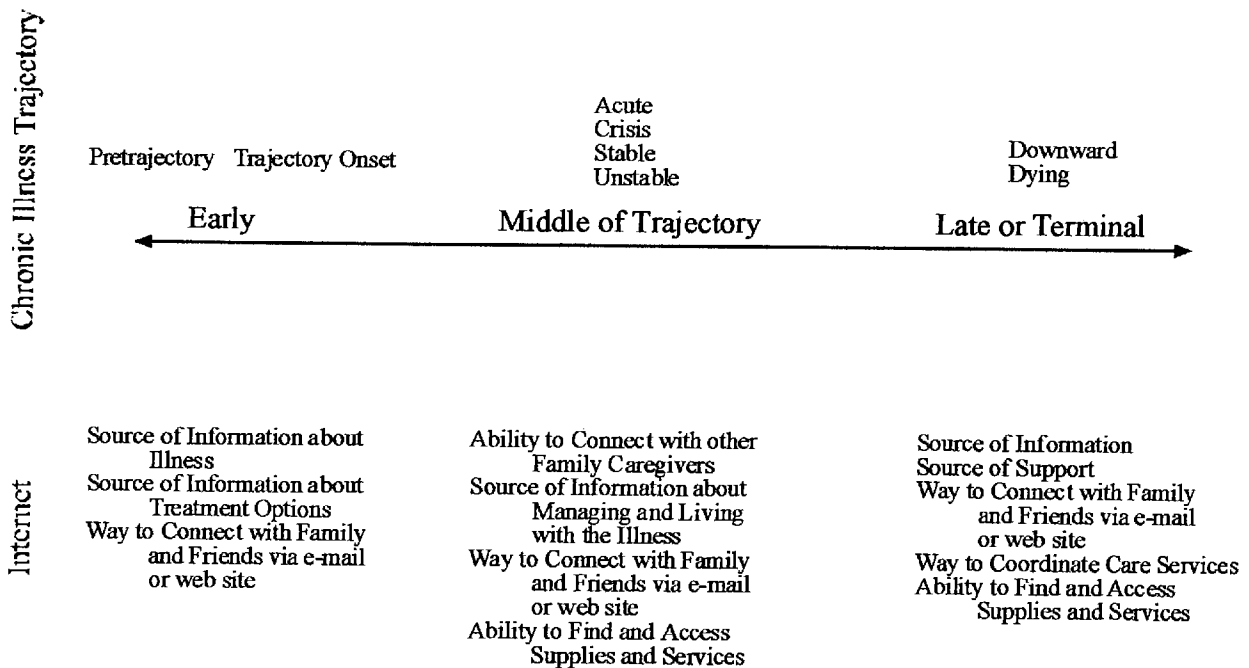 Chronic Illness Trajectory
Pretrajectory Trajectory Onset
Acute
Crisis
Stable
Unstable
Downward
Dying
Early
Middle of Trajectory
Late or Terminal
Internet
Source of Information about
Illness
Source of Information about
Treatment Options
Way to Connect with Family
and Friends via e-mail
or web site
Ability to Connect with other
Family Caregivers
Source of Information about
Managing and Living
with the Illness
Way to Connect with Family
and Friends via e-mail
or web site
Ability to Find and Access
Supplies and Services
Source of Information
Source of Support
Way to Connect with Family
and Friends via e-mail
or web site
Way to Coordinate Care Services
Ability to Find and Access
Supplies and Services